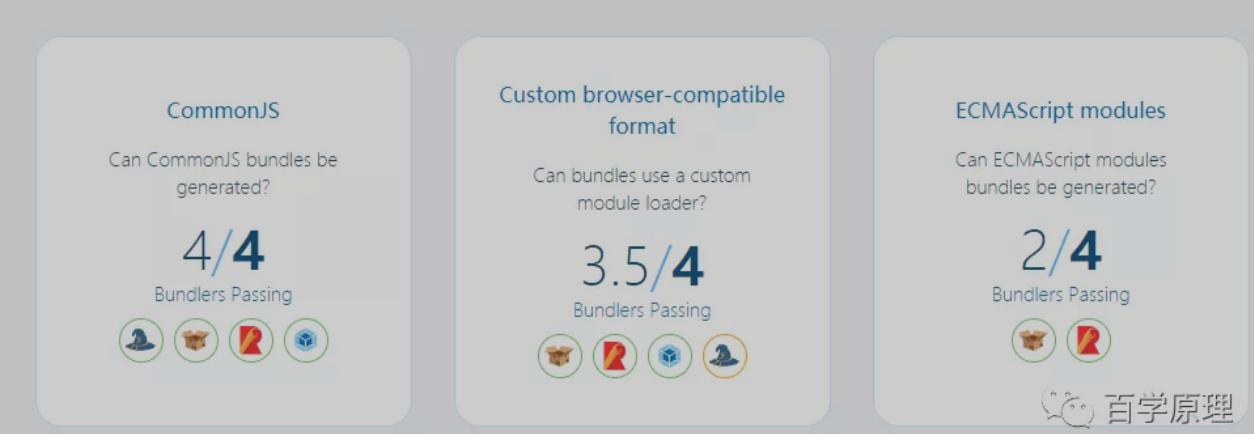 CommonJS
Can CommonJS bundles be
generated?
4/4
Bundlers Passing
Custom browser-compatible
format
Can bundles use a custom
module loader?
3.5/4
Bundlers Passing
ECMAScript modules
Can ECMAScript modules
bundles be generated?
2/4
Bundlers Passing
百学原理